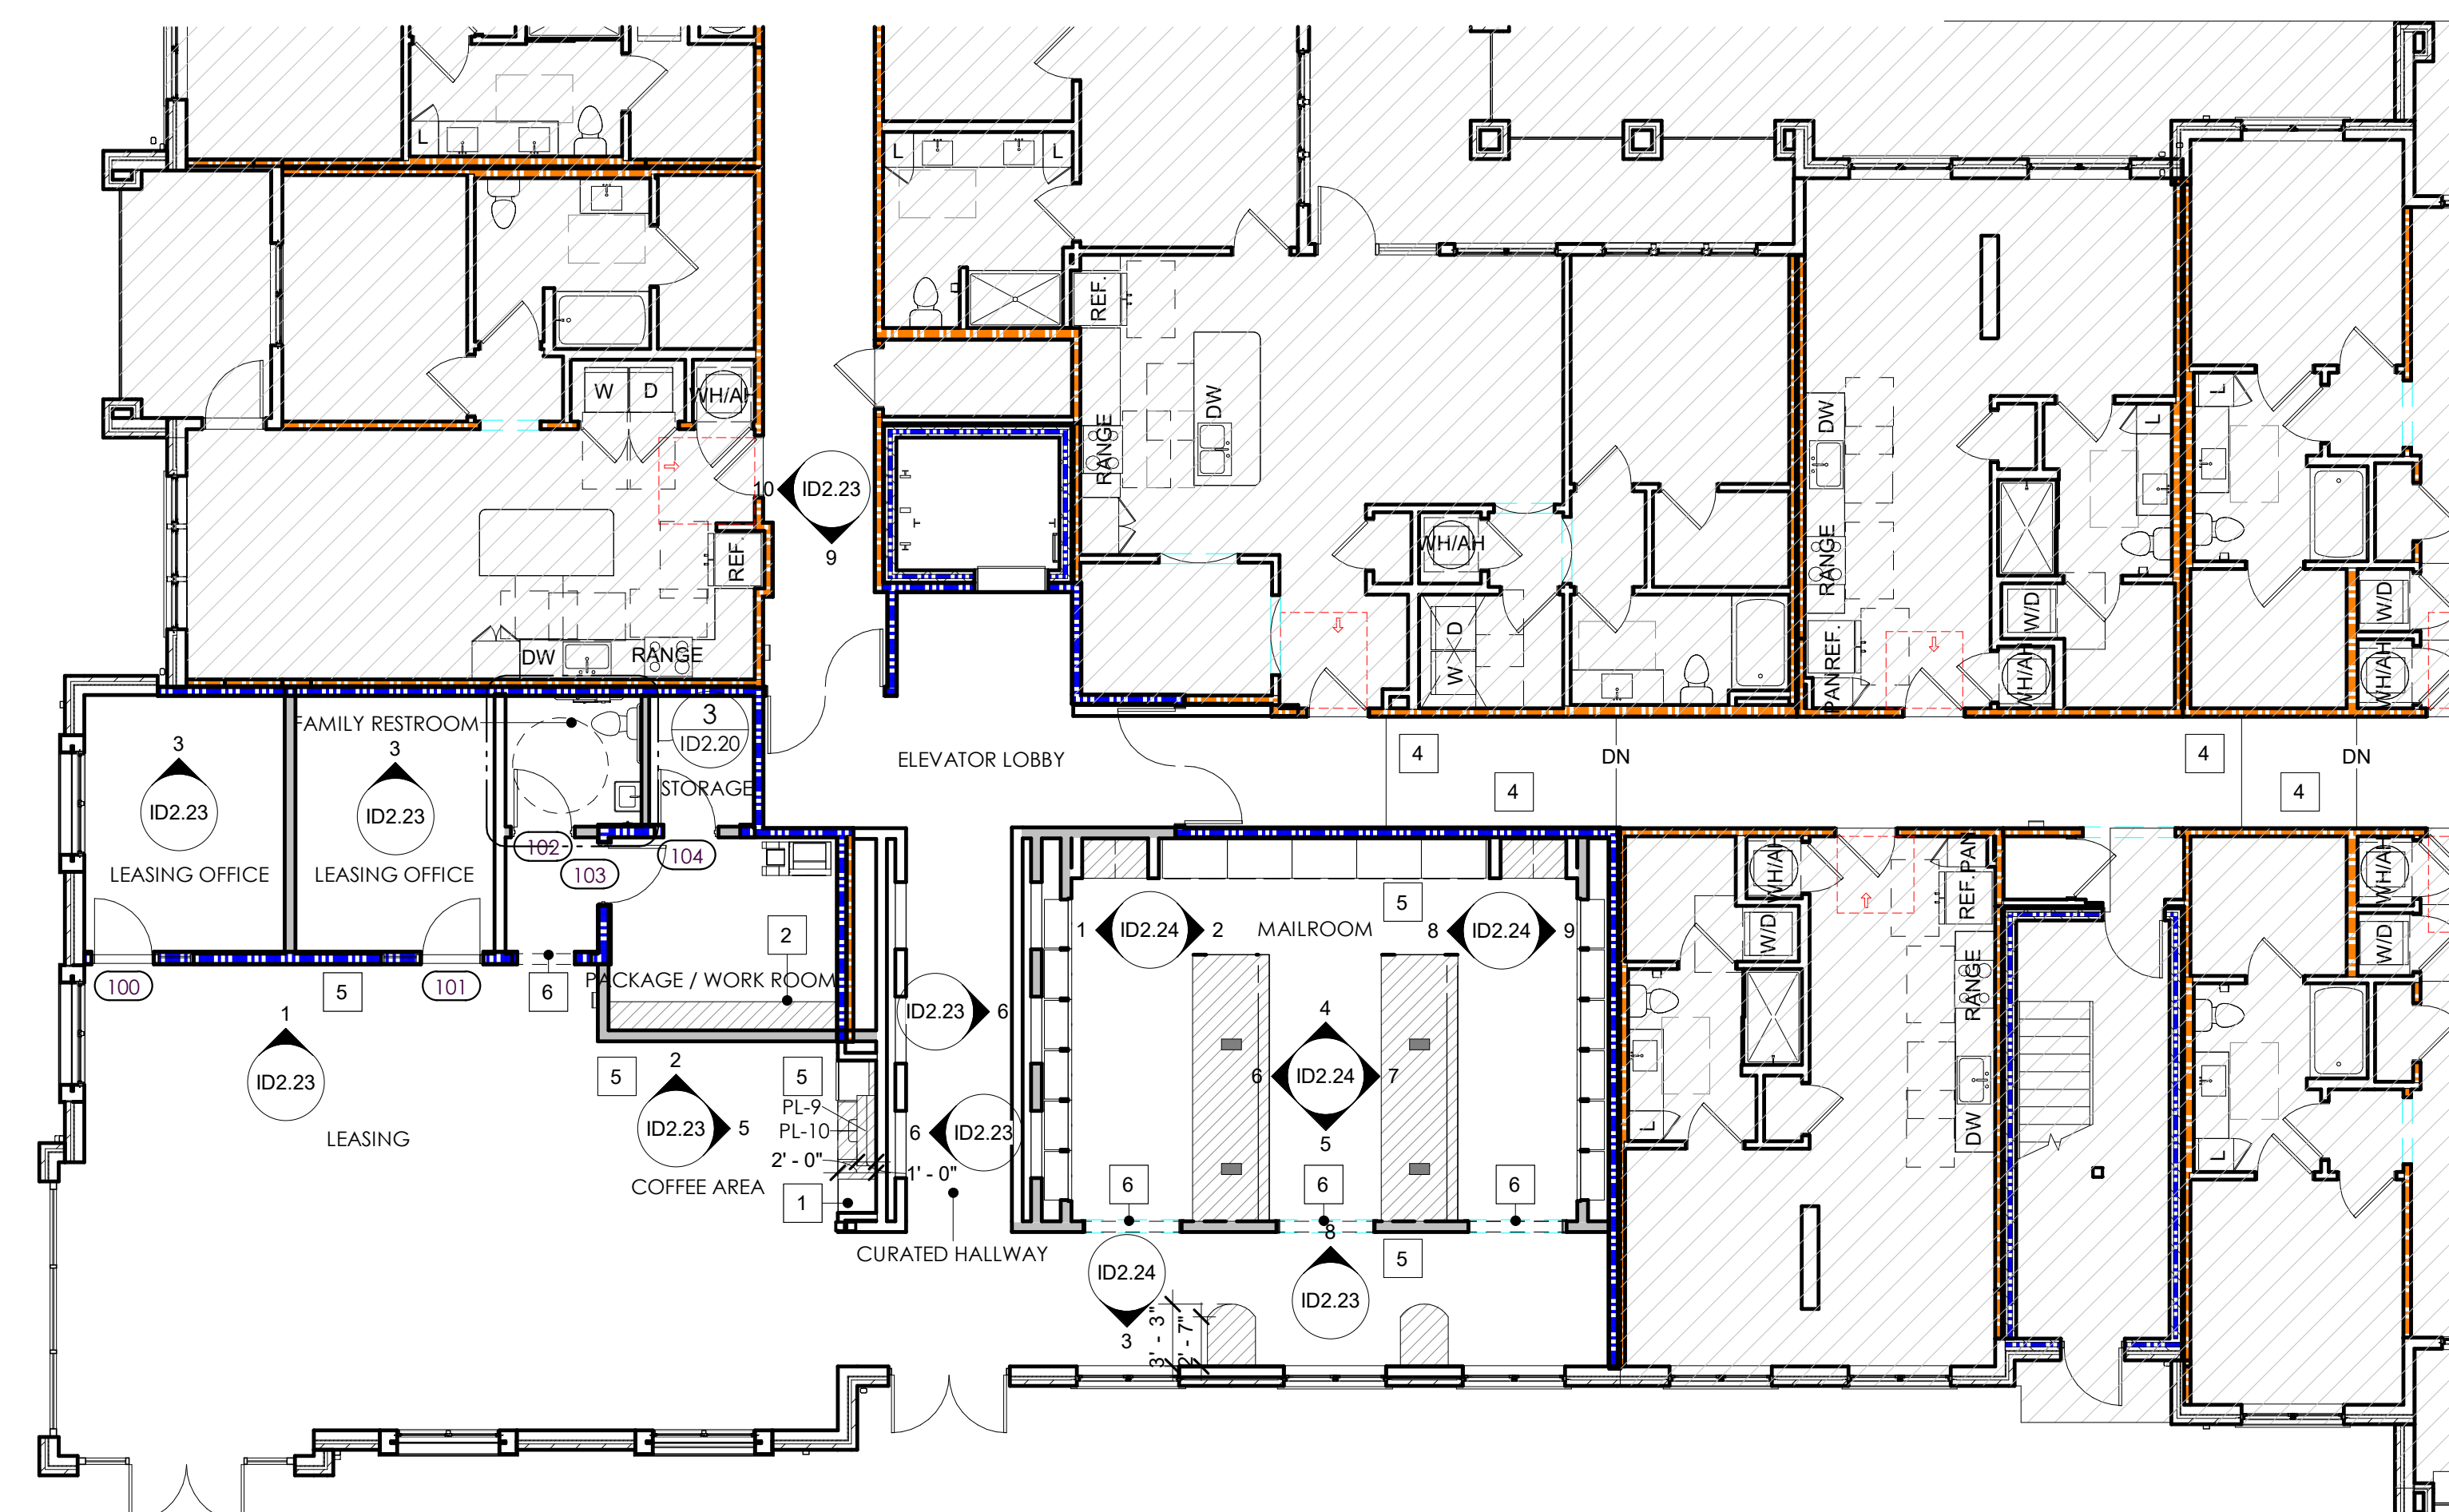 L
L
L
W
D
WH/AH
REF.
DW
RANGE
DW
RANGE
L
L
10
ID2.23
9
REF.
WH/AH
W/D
W
D
DW
RANGE
PAN
REF.
W/D
WH/AH
WH/AH
FAMILY RESTROOM
3
ID2.20
STORAGE
ELEVATOR LOBBY
4
4
DN
4
4
DN
3
ID2.23
LEASING OFFICE
3
ID2.23
LEASING OFFICE
102
103
104
100
5
101
6
2
PACKAGE / WORK ROOM
5
MAILROOM
1
ID2.24
2
8
ID2.24
9
WH/AH
W/D
REF.
PAN
RANGE
DW
L
WH/AH
W/D
L
1
ID2.23
LEASING
5
2
ID2.23
5
COFFEE AREA
5
PL-9
PL-10
2' - 0"
1' - 0"
1
ID2.23
6
6
ID2.23
CURATED HALLWAY
4
6
ID2.24
7
5
6
6
6
8
ID2.23
5
ID2.24
3
3' - 3"
2' - 7"